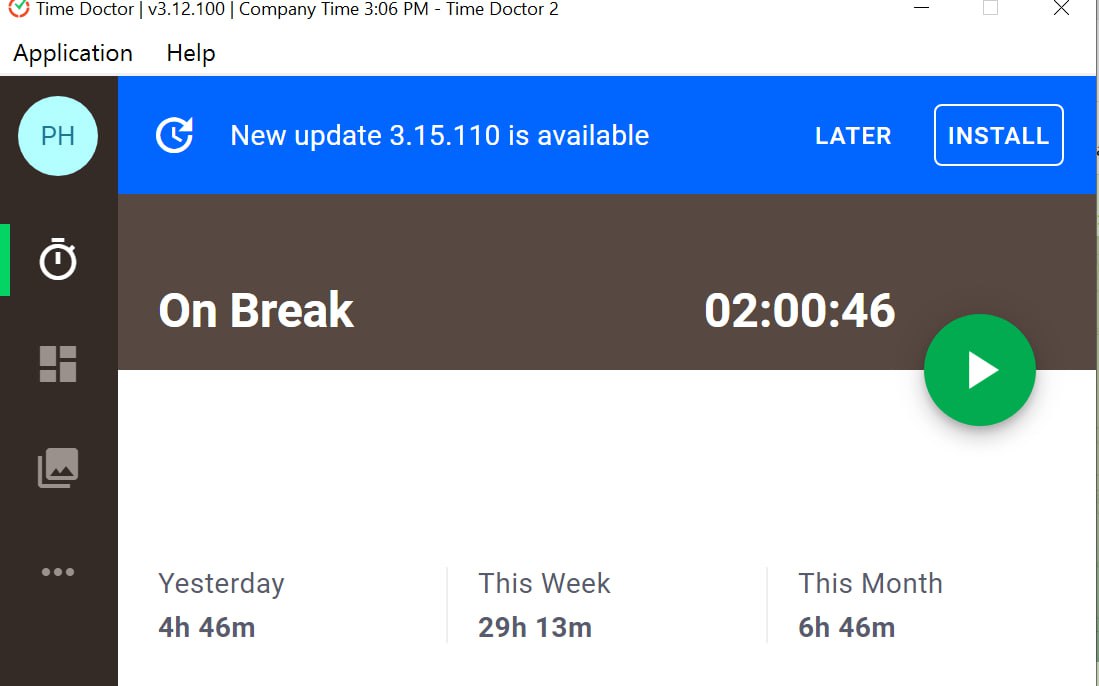 Time Doctor | v3.12.100 | Company Time 3:06 PM - Time Doctor 2
Application Help
PH
New update 3.15.110 is available LATER INSTALL
On Break 02:00:46
Yesterday This Week This Month
4h 46m 29h 13m 6h 46m